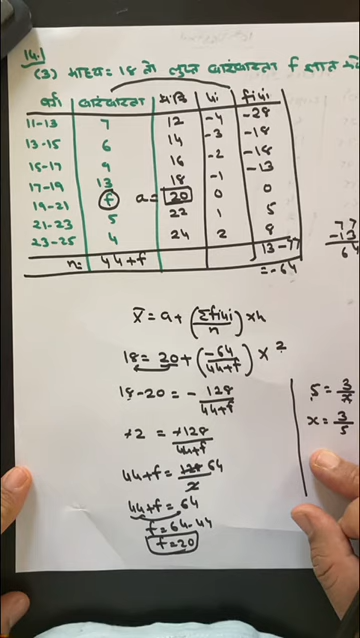 14.
(3) माध्य = 18 तो लुप्त बारंबारता f ज्ञात
वर्ग बारंबारता ui fiui
11-13 7 12 -4 -28
13-15 6 14 -3 -18
15-17 9 16 -2 -18
17-19 13 18 -1 -13
19-21 f a= 20 0 0
21-23 5 22 1 5
23-25 4 24 2 8
13-77
n= 44+f =-64
77
-13
64
x̄ = a + (Σfiui/n) × h
18 = 20 + (-64/44+f) × 2
18-20 = - 128/44+f
+2 = +128/44+f
44+f = 128/2 64
44+f = 64
f = 64-44
f = 20
5 = 3/x
x = 3/5